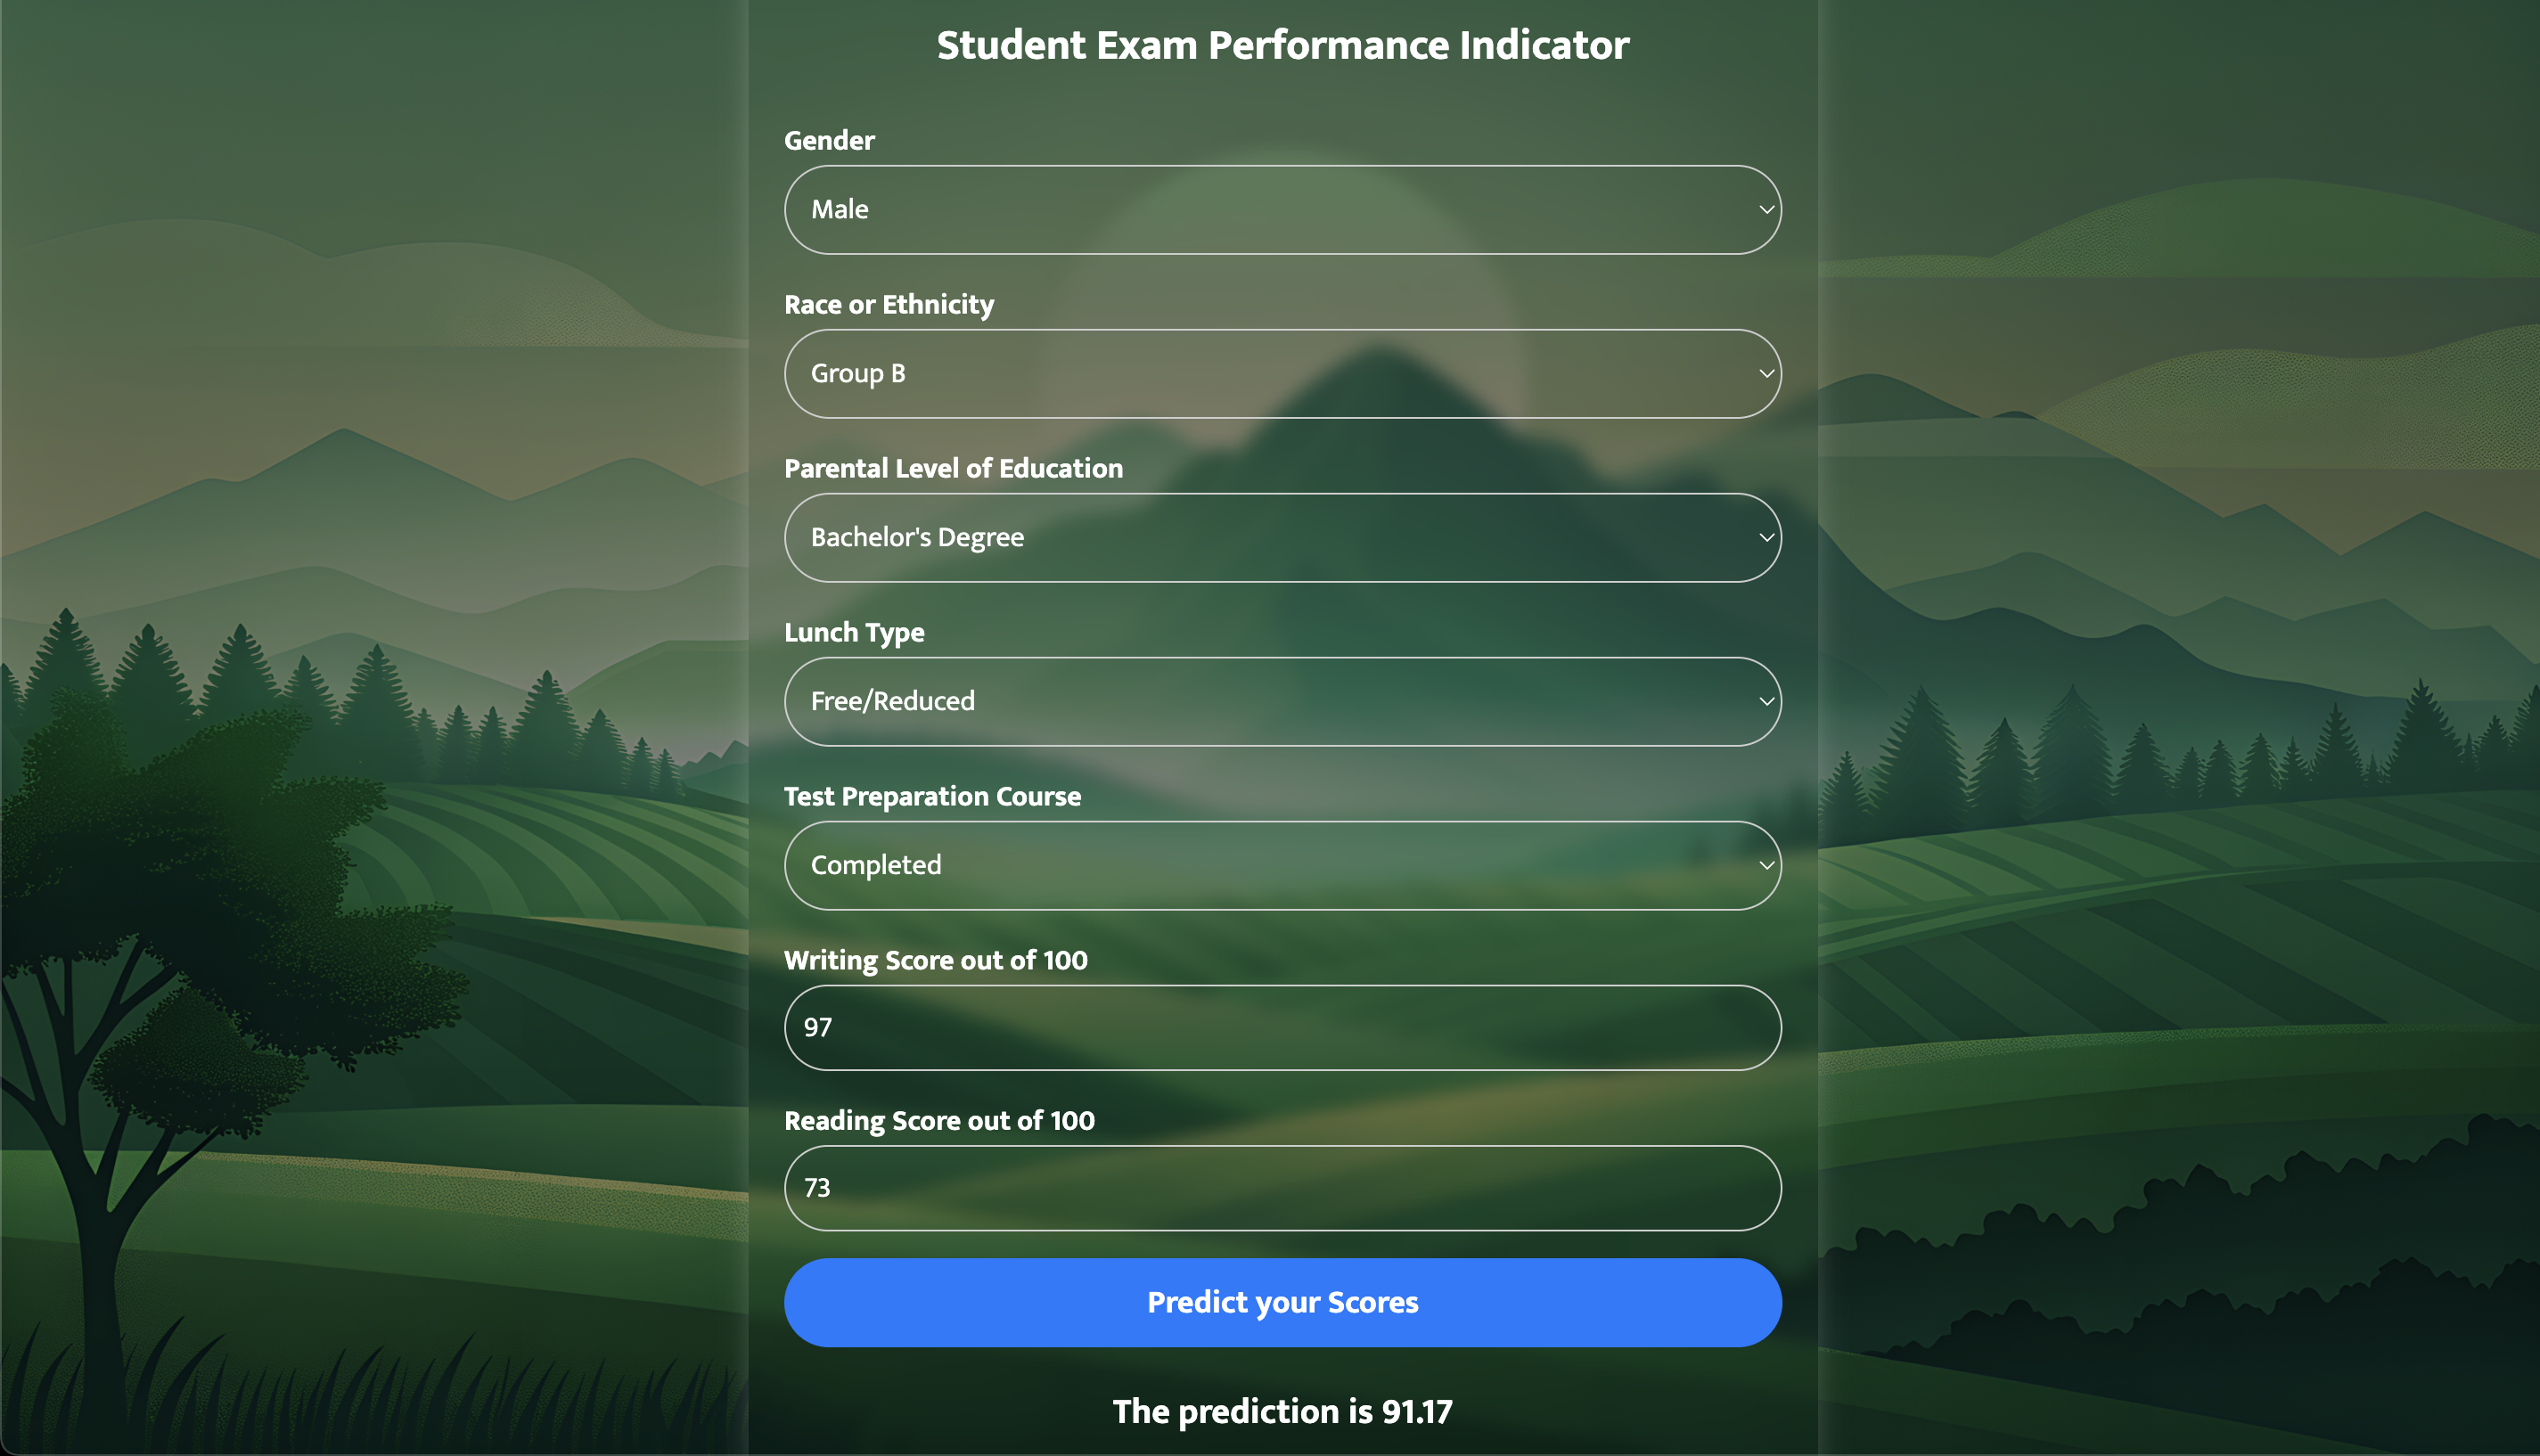 Student Exam Performance Indicator
Gender
Male
Race or Ethnicity
Group B
Parental Level of Education
Bachelor's Degree
Lunch Type
Free/Reduced
Test Preparation Course
Completed
Writing Score out of 100
97
Reading Score out of 100
73
Predict your Scores
The prediction is 91.17